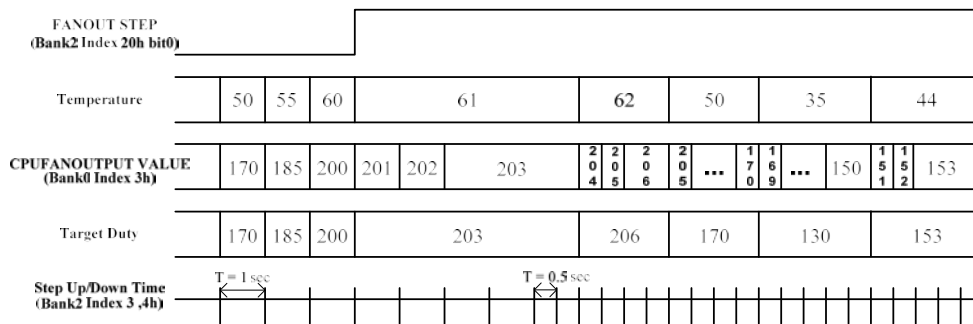 FANOUT STEP
(Bank2 Index 20h bit0)
Temperature 50 55 60 61 62 50 35 44
CPUFANOUTPUT VALUE
(Bank0 Index 3h)
170 185 200 201 202 203 204 205 206 205 ... 170 169 ... 150 151 152 153
Target Duty 170 185 200 203 206 170 130 153
T = 1 sec T = 0.5 sec
Step Up/Down Time
(Bank2 Index 3 ,4h)